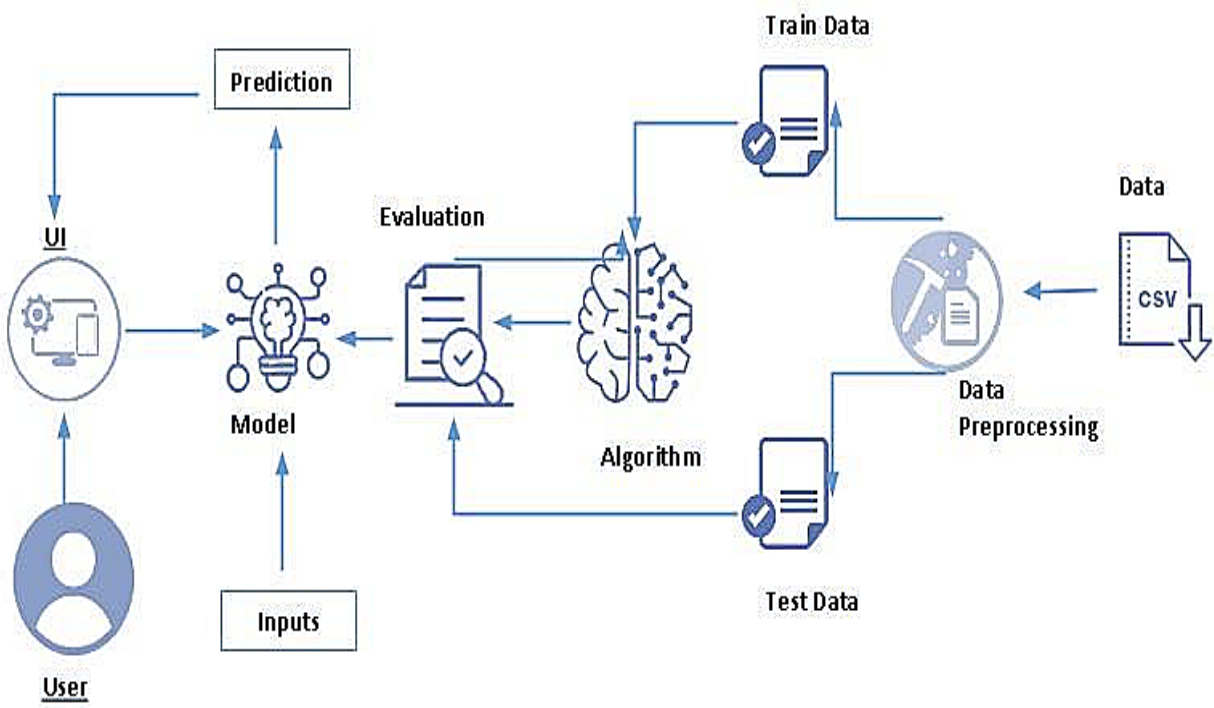 Train Data
Prediction
Data
Evaluation
UI
CSV
Data
Preprocessing
Model
Algorithm
Test Data
Inputs
User